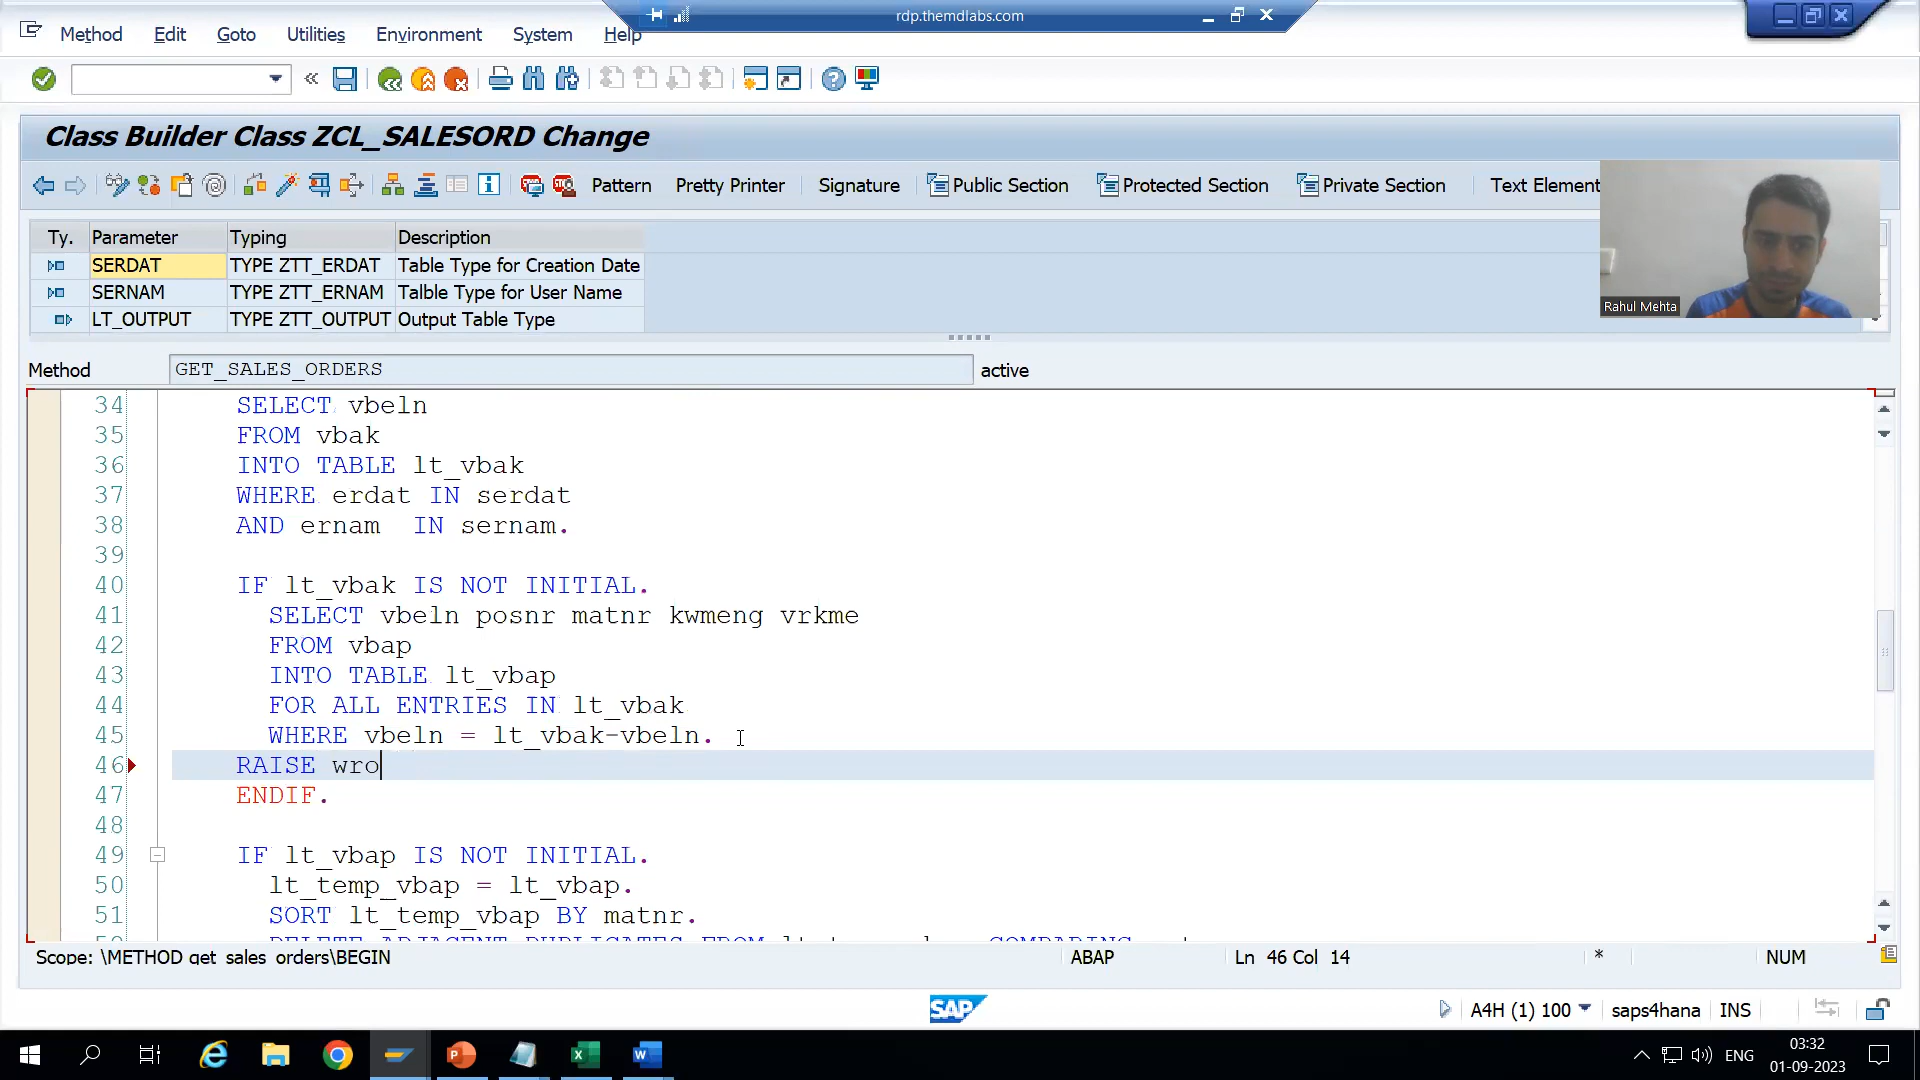 rdp.themdlabs.com
Method Edit Goto Utilities Environment System Help
Class Builder Class ZCL_SALESORD Change
Pattern Pretty Printer Signature Public Section Protected Section Private Section Text Element
Ty. Parameter Typing Description
SERDAT TYPE ZTT_ERDAT Table Type for Creation Date
SERNAM TYPE ZTT_ERNAM Talble Type for User Name
LT_OUTPUT TYPE ZTT_OUTPUT Output Table Type
Rahul Mehta
Method GET_SALES_ORDERS active
34 SELECT vbeln
35 FROM vbak
36 INTO TABLE lt_vbak
37 WHERE erdat IN serdat
38 AND ernam IN sernam.
39
40 IF lt_vbak IS NOT INITIAL.
41 SELECT vbeln posnr matnr kwmeng vrkme
42 FROM vbap
43 INTO TABLE lt_vbap
44 FOR ALL ENTRIES IN lt_vbak
45 WHERE vbeln = lt_vbak-vbeln.
46 RAISE wro
47 ENDIF.
48
49 IF lt_vbap IS NOT INITIAL.
50 lt_temp_vbap = lt_vbap.
51 SORT lt_temp_vbap BY matnr.
DELETE ADJACENT DUPLICATES FROM
Scope: \METHOD get_sales_orders\BEGIN ABAP Ln 46 Col 14 * NUM
SAP A4H (1) 100 saps4hana INS
ENG 03:32
01-09-2023